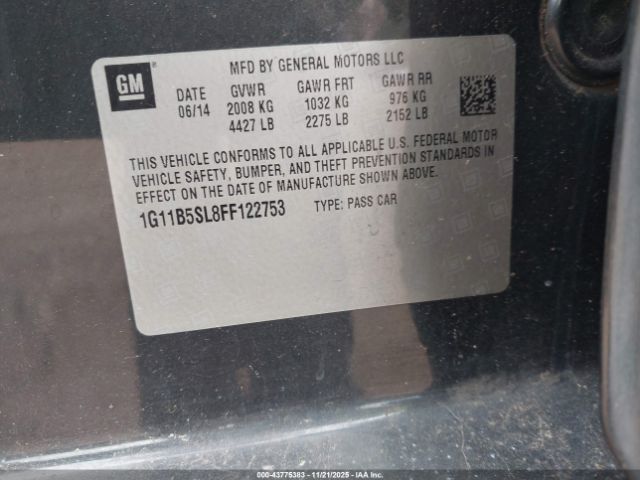 GM ®
MFD BY GENERAL MOTORS LLC
DATE GVWR GAWR FRT GAWR RR
06/14 2008 KG 1032 KG 976 KG
4427 LB 2275 LB 2152 LB
THIS VEHICLE CONFORMS TO ALL APPLICABLE U.S. FEDERAL MOTOR
VEHICLE SAFETY, BUMPER, AND THEFT PREVENTION STANDARDS IN
EFFECT ON THE DATE OF MANUFACTURE SHOWN ABOVE.
1G11B5SL8FF122753 TYPE: PASS CAR
000-43775383 - 11/21/2025 - IAAI.COM